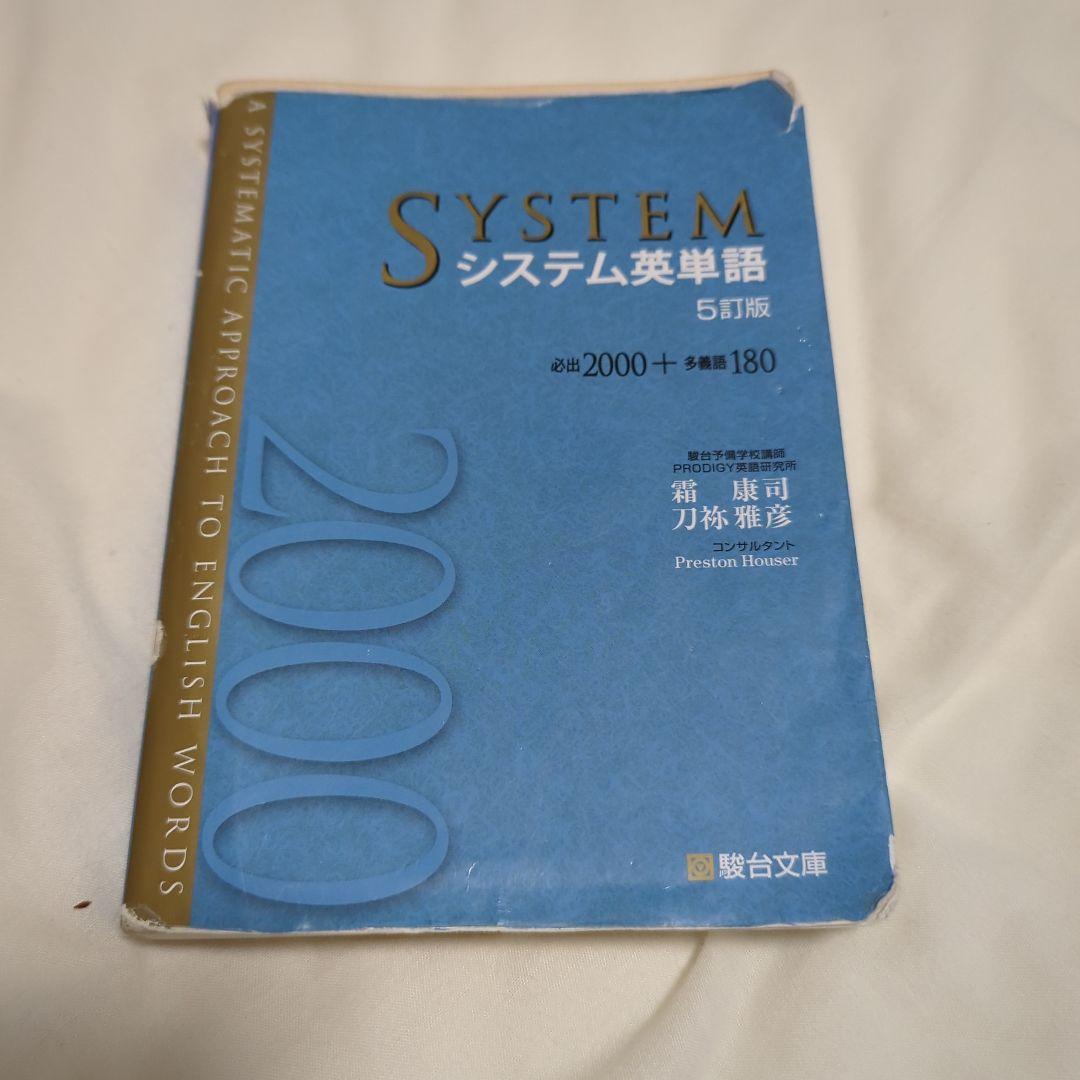 A SYSTEMATIC APPROACH TO ENGLISH WORDS
SYSTEM
システム英単語
5訂版
必出2000+多義語180
2000
駿台予備学校講師
PRODIGY英語研究所
霜 康司
刀祢雅彦
コンサルタント
Preston Houser
駿台文庫